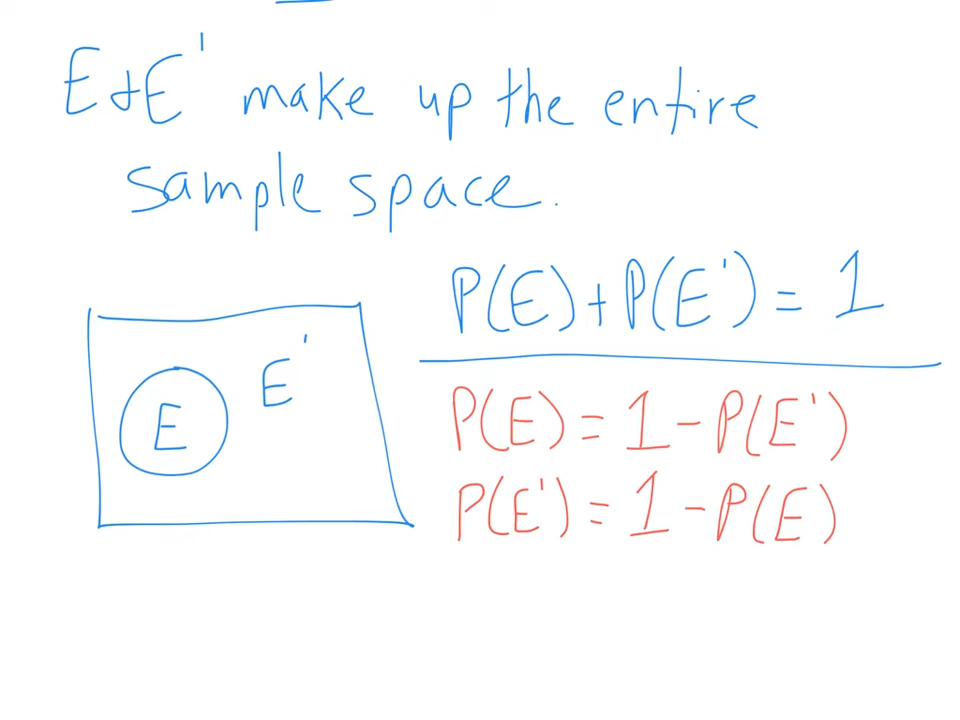 E & E' make up the entire
sample space.
P(E) + P(E') = 1
E'
E
P(E) = 1 - P(E')
P(E') = 1 - P(E)